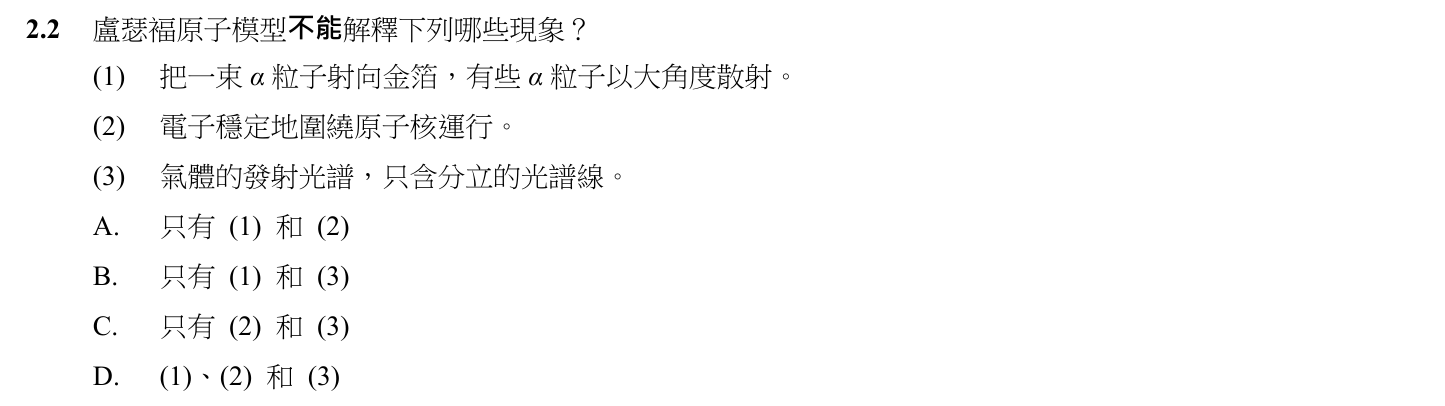 2.2 盧瑟福原子模型不能解釋下列哪些現象？
(1) 把一束 α 粒子射向金箔，有些 α 粒子以大角度散射。
(2) 電子穩定地圍繞原子核運行。
(3) 氣體的發射光譜，只含分立的光譜線。
A. 只有 (1) 和 (2)
B. 只有 (1) 和 (3)
C. 只有 (2) 和 (3)
D. (1)、(2) 和 (3)